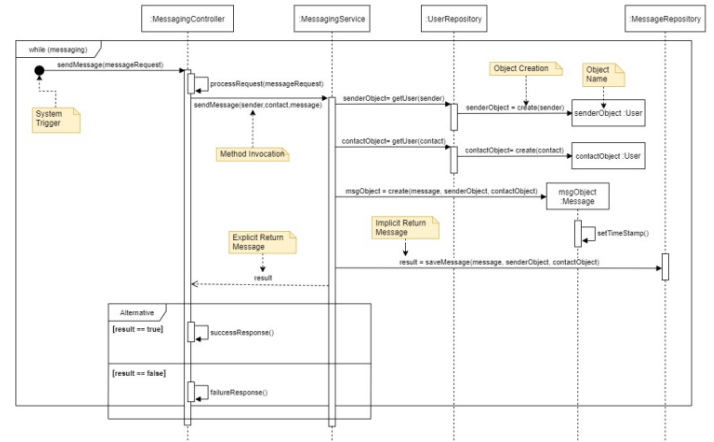 :MessagingController
:MessagingService
:UserRepository
:MessageRepository
while (messaging)
sendMessage(messageRequest)
processRequest(messageRequest)
Object Creation
Object
Name
System
Trigger
sendMessage(sender,contact,message)
senderObject= getUser(sender)
senderObject = create(sender)
senderObject :User
Method Invocation
contactObject= getUser(contact)
contactObject= create(contact)
contactObject :User
msgObject = create(message, senderObject, contactObject)
msgObject
:Message
Explicit Return
Message
Implicit Return
Message
setTimeStamp()
result = saveMessage(message, senderObject, contactObject)
result
Alternative
[result == true]
successResponse()
[result == false]
failureResponse()